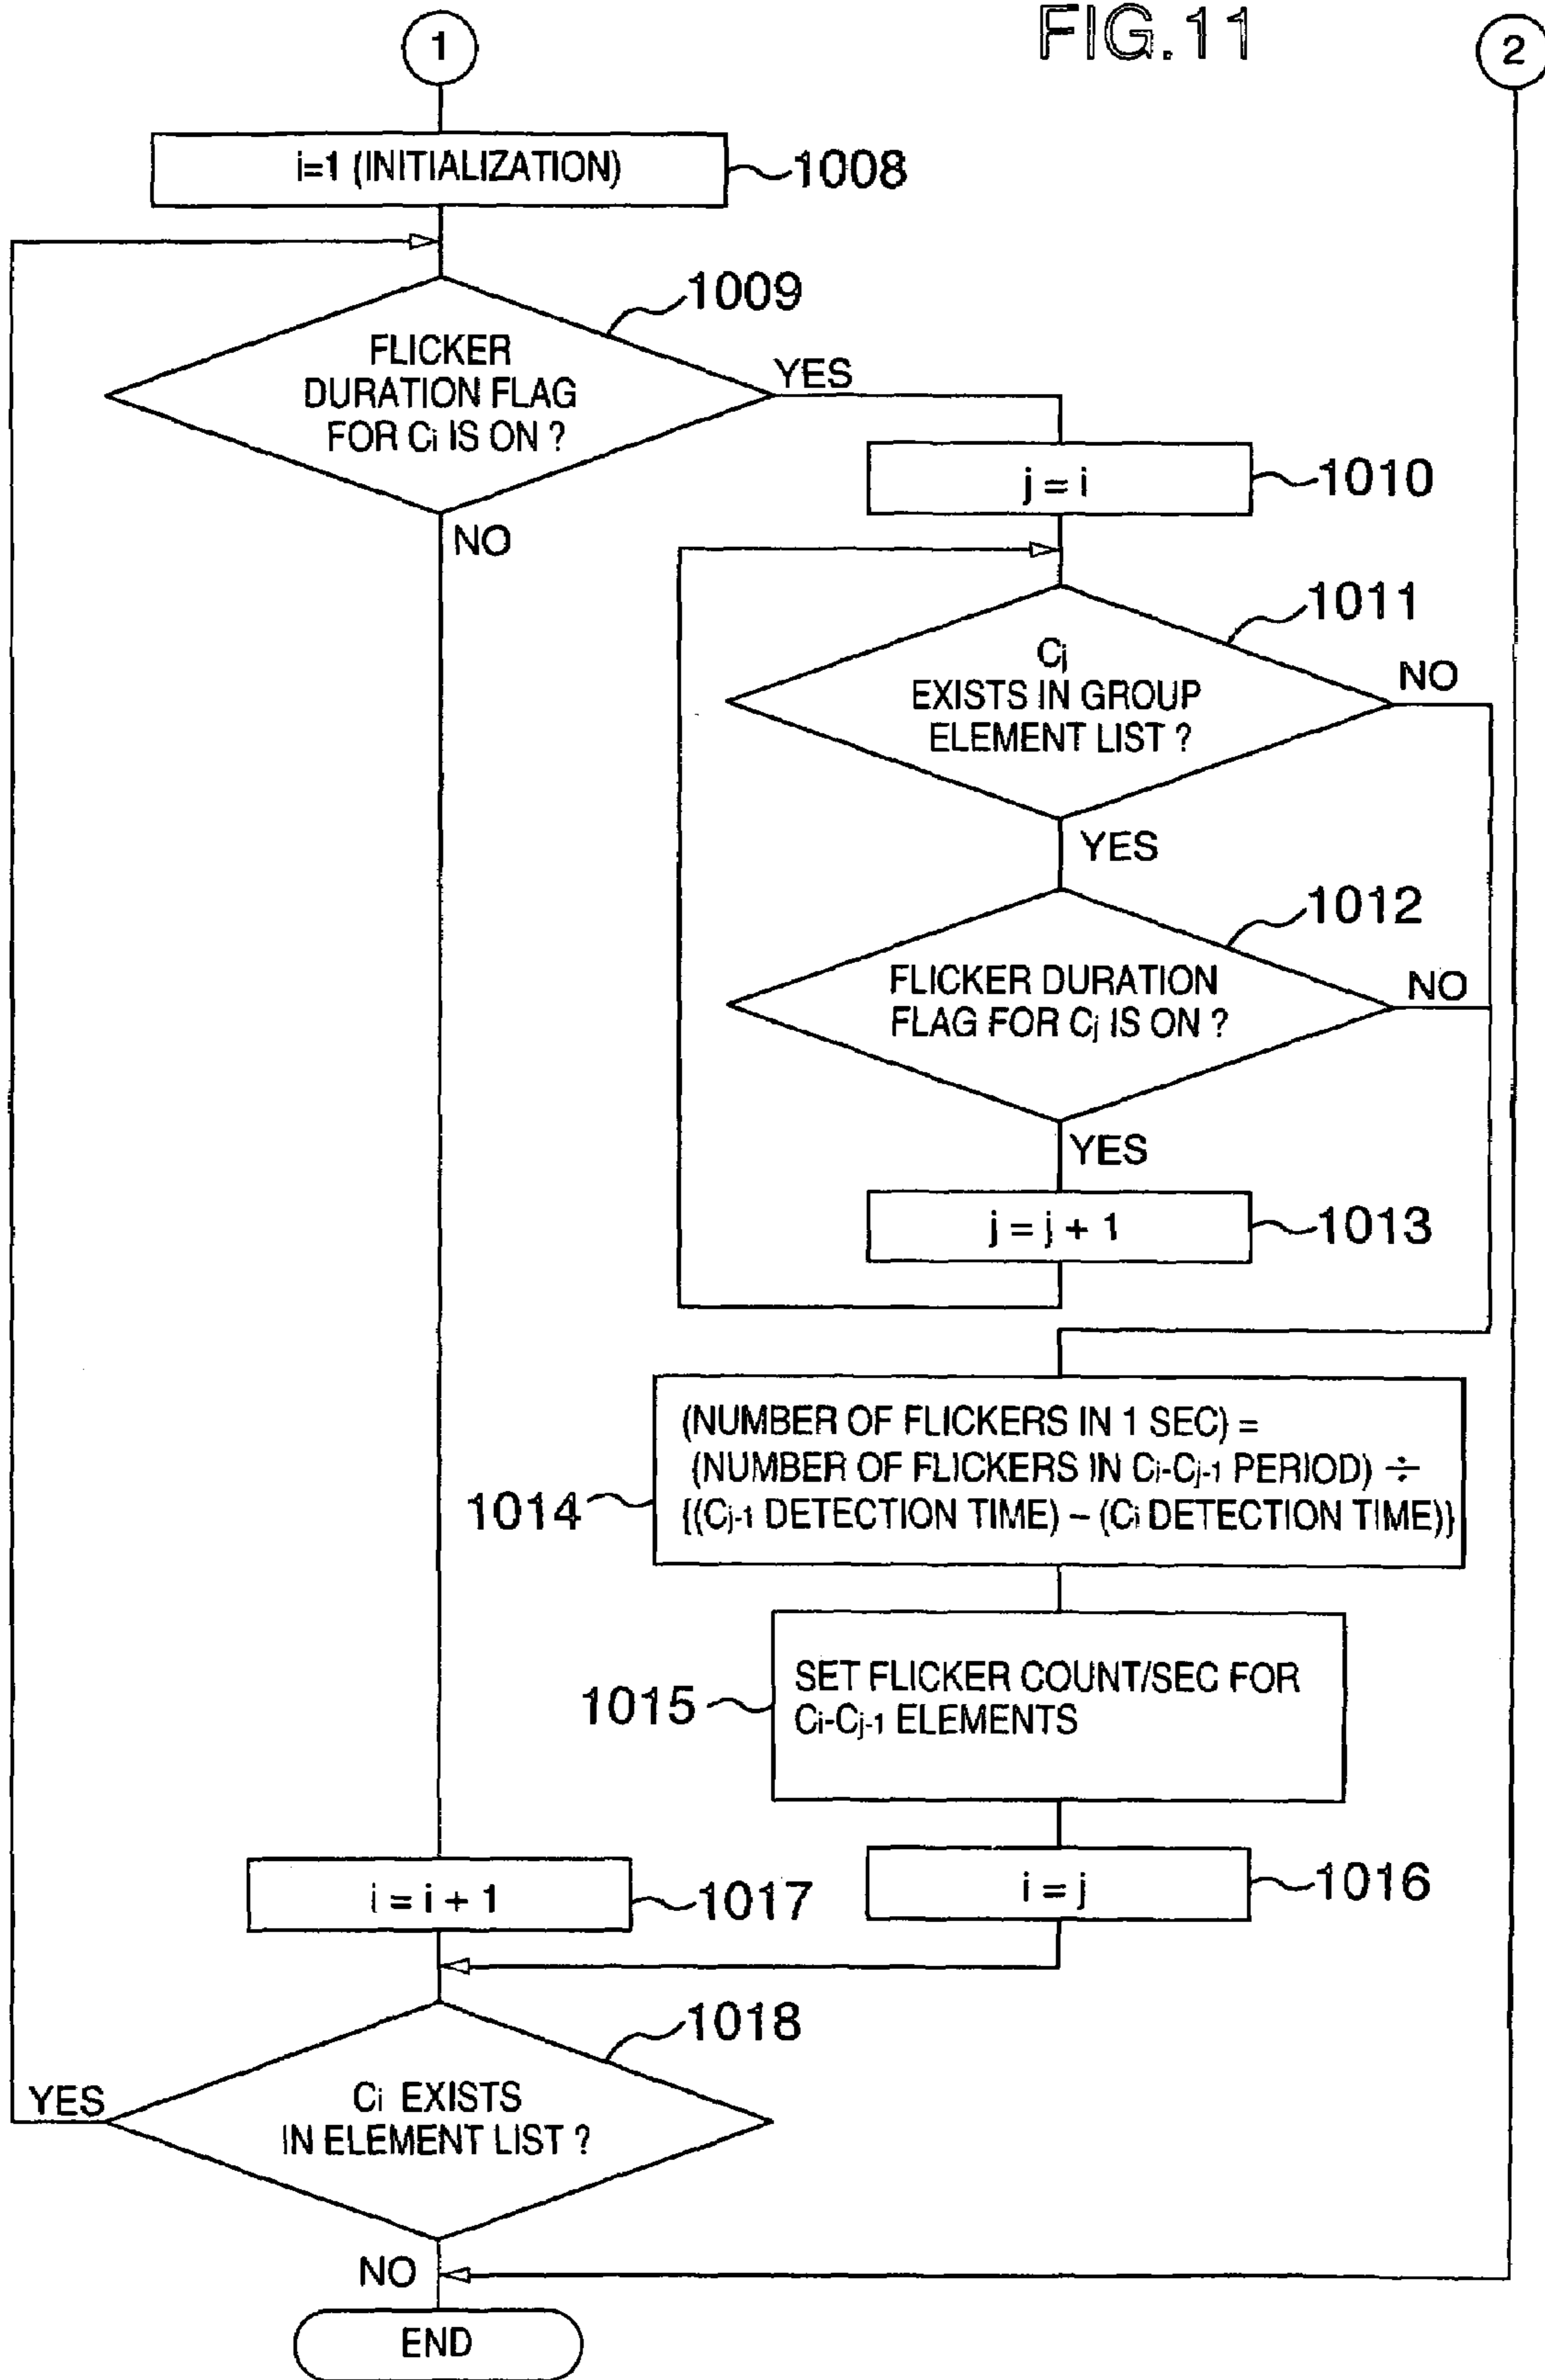 FIG.11
1
2
i=1 (INITIALIZATION)
1008
1009
FLICKER
DURATION FLAG
FOR Ci IS ON ?
YES
NO
j = i
1010
1011
Cj
EXISTS IN GROUP
ELEMENT LIST ?
NO
YES
1012
FLICKER DURATION
FLAG FOR Cj IS ON ?
NO
YES
j = j + 1
1013
(NUMBER OF FLICKERS IN 1 SEC) =
(NUMBER OF FLICKERS IN Ci-Cj-1 PERIOD) ÷
{(Cj-1 DETECTION TIME) – (Ci DETECTION TIME)}
1014
SET FLICKER COUNT/SEC FOR
Ci-Cj-1 ELEMENTS
1015
i = j
1016
i = i + 1
1017
1018
Ci EXISTS
IN ELEMENT LIST ?
YES
NO
END